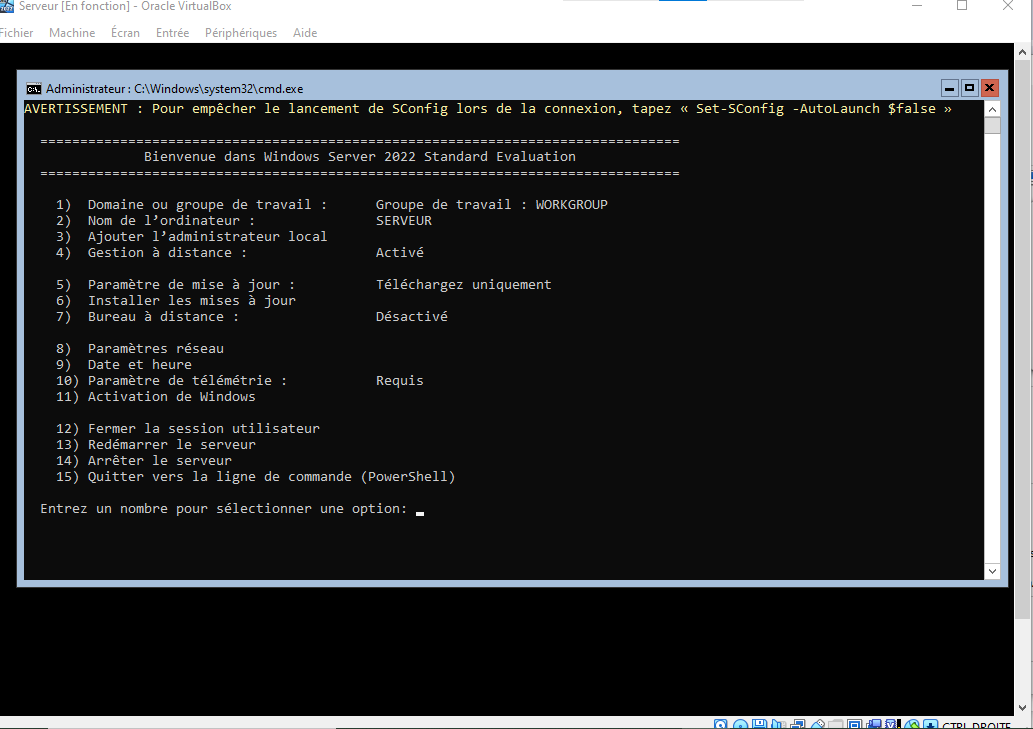 Serveur [En fonction] - Oracle VirtualBox
Fichier Machine Écran Entrée Périphériques Aide
Administrateur : C:\Windows\system32\cmd.exe
AVERTISSEMENT : Pour empêcher le lancement de SConfig lors de la connexion, tapez « Set-SConfig -AutoLaunch $false »
================================================================================
Bienvenue dans Windows Server 2022 Standard Evaluation
================================================================================
1) Domaine ou groupe de travail : Groupe de travail : WORKGROUP
2) Nom de l’ordinateur : SERVEUR
3) Ajouter l’administrateur local
4) Gestion à distance : Activé
5) Paramètre de mise à jour : Téléchargez uniquement
6) Installer les mises à jour
7) Bureau à distance : Désactivé
8) Paramètres réseau
9) Date et heure
10) Paramètre de télémétrie : Requis
11) Activation de Windows
12) Fermer la session utilisateur
13) Redémarrer le serveur
14) Arrêter le serveur
15) Quitter vers la ligne de commande (PowerShell)
Entrez un nombre pour sélectionner une option:
CTRL DROITE